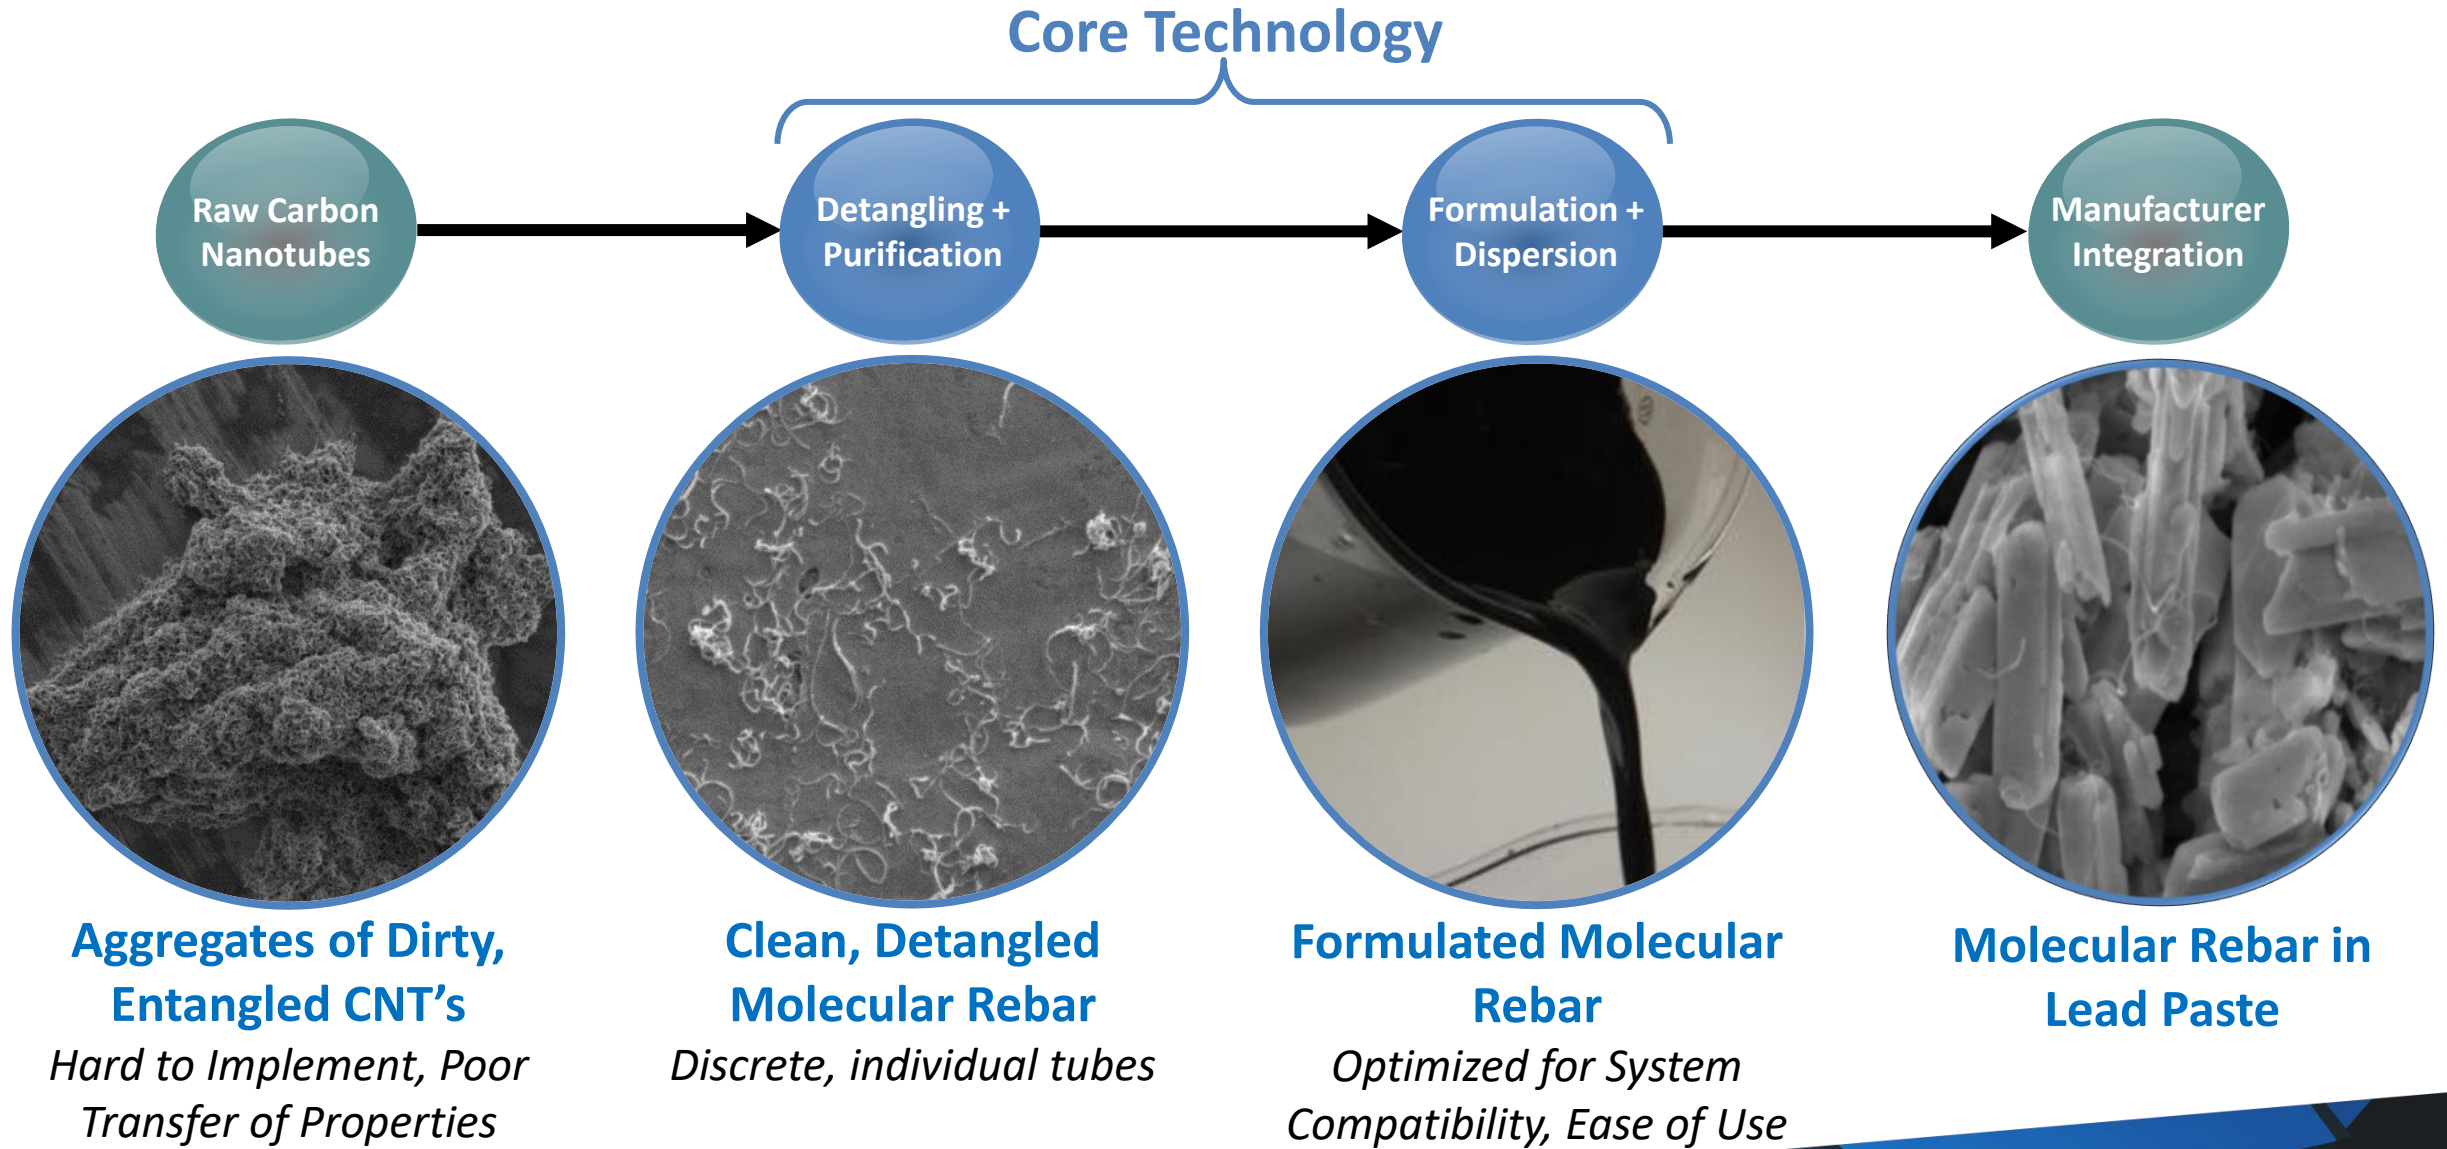 Core Technology
Raw Carbon
Nanotubes
Detangling +
Purification
Formulation +
Dispersion
Manufacturer
Integration
Aggregates of Dirty,
Entangled CNT’s
Hard to Implement, Poor
Transfer of Properties
Clean, Detangled
Molecular Rebar
Discrete, individual tubes
Formulated Molecular
Rebar
Optimized for System
Compatibility, Ease of Use
Molecular Rebar in
Lead Paste